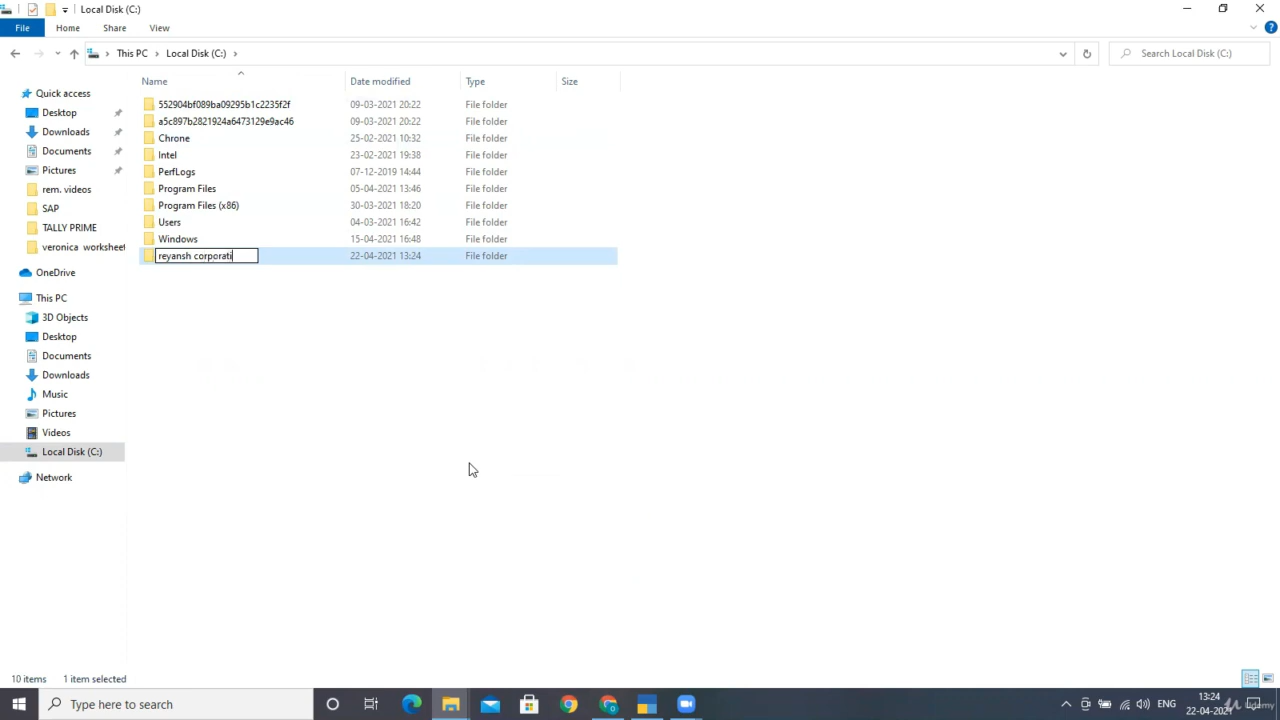 Local Disk (C:)
File Home Share View
This PC Local Disk (C:) Search Local Disk (C:)
Name Date modified Type Size
Quick access
Desktop
Downloads
Documents
Pictures
rem. videos
SAP
TALLY PRIME
veronica worksheet
OneDrive
This PC
3D Objects
Desktop
Documents
Downloads
Music
Pictures
Videos
Local Disk (C:)
Network
552904bf089ba09295b1c2235f2f 09-03-2021 20:22 File folder
a5c897b2821924a6473129e9ac46 09-03-2021 20:22 File folder
Chrone 25-02-2021 10:32 File folder
Intel 23-02-2021 19:38 File folder
PerfLogs 07-12-2019 14:44 File folder
Program Files 05-04-2021 13:46 File folder
Program Files (x86) 30-03-2021 18:20 File folder
Users 04-03-2021 16:42 File folder
Windows 15-04-2021 16:48 File folder
reyansh corporati 22-04-2021 13:24 File folder
10 items 1 item selected
Type here to search
ENG
13:24
22-04-2021
Udemy